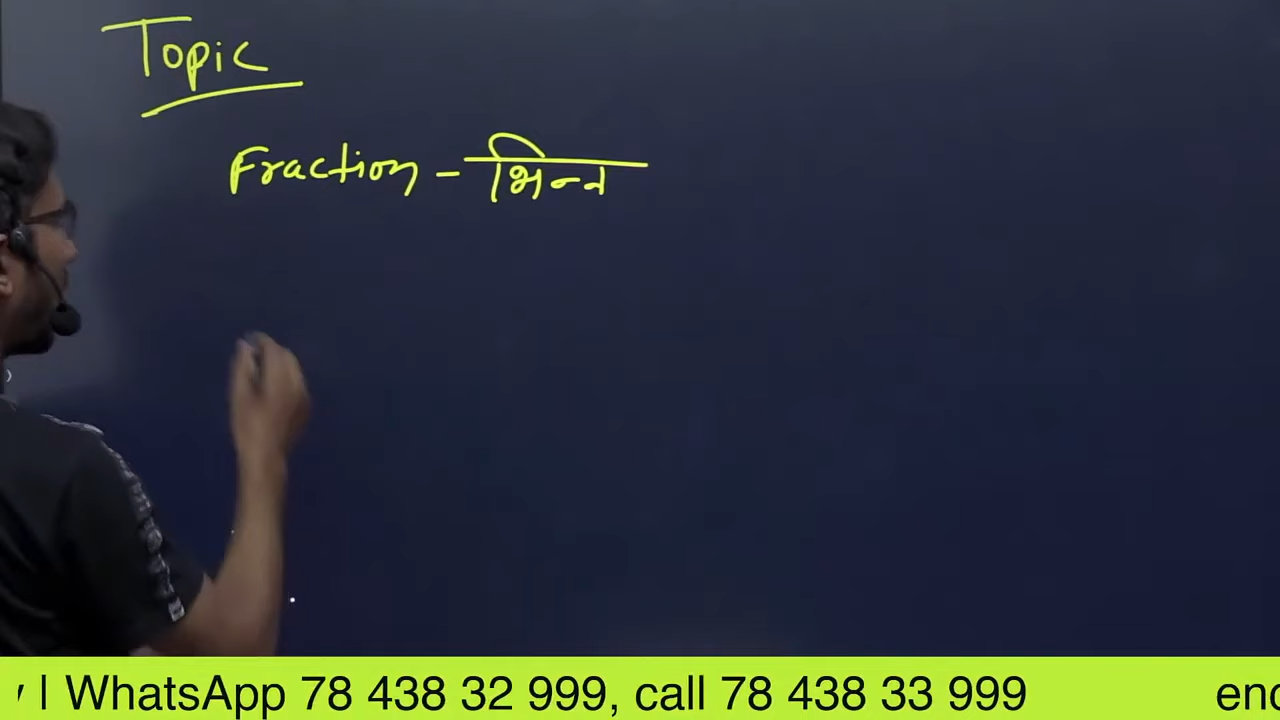 Topic
Fraction - भिन्न
| WhatsApp 78 438 32 999, call 78 438 33 999